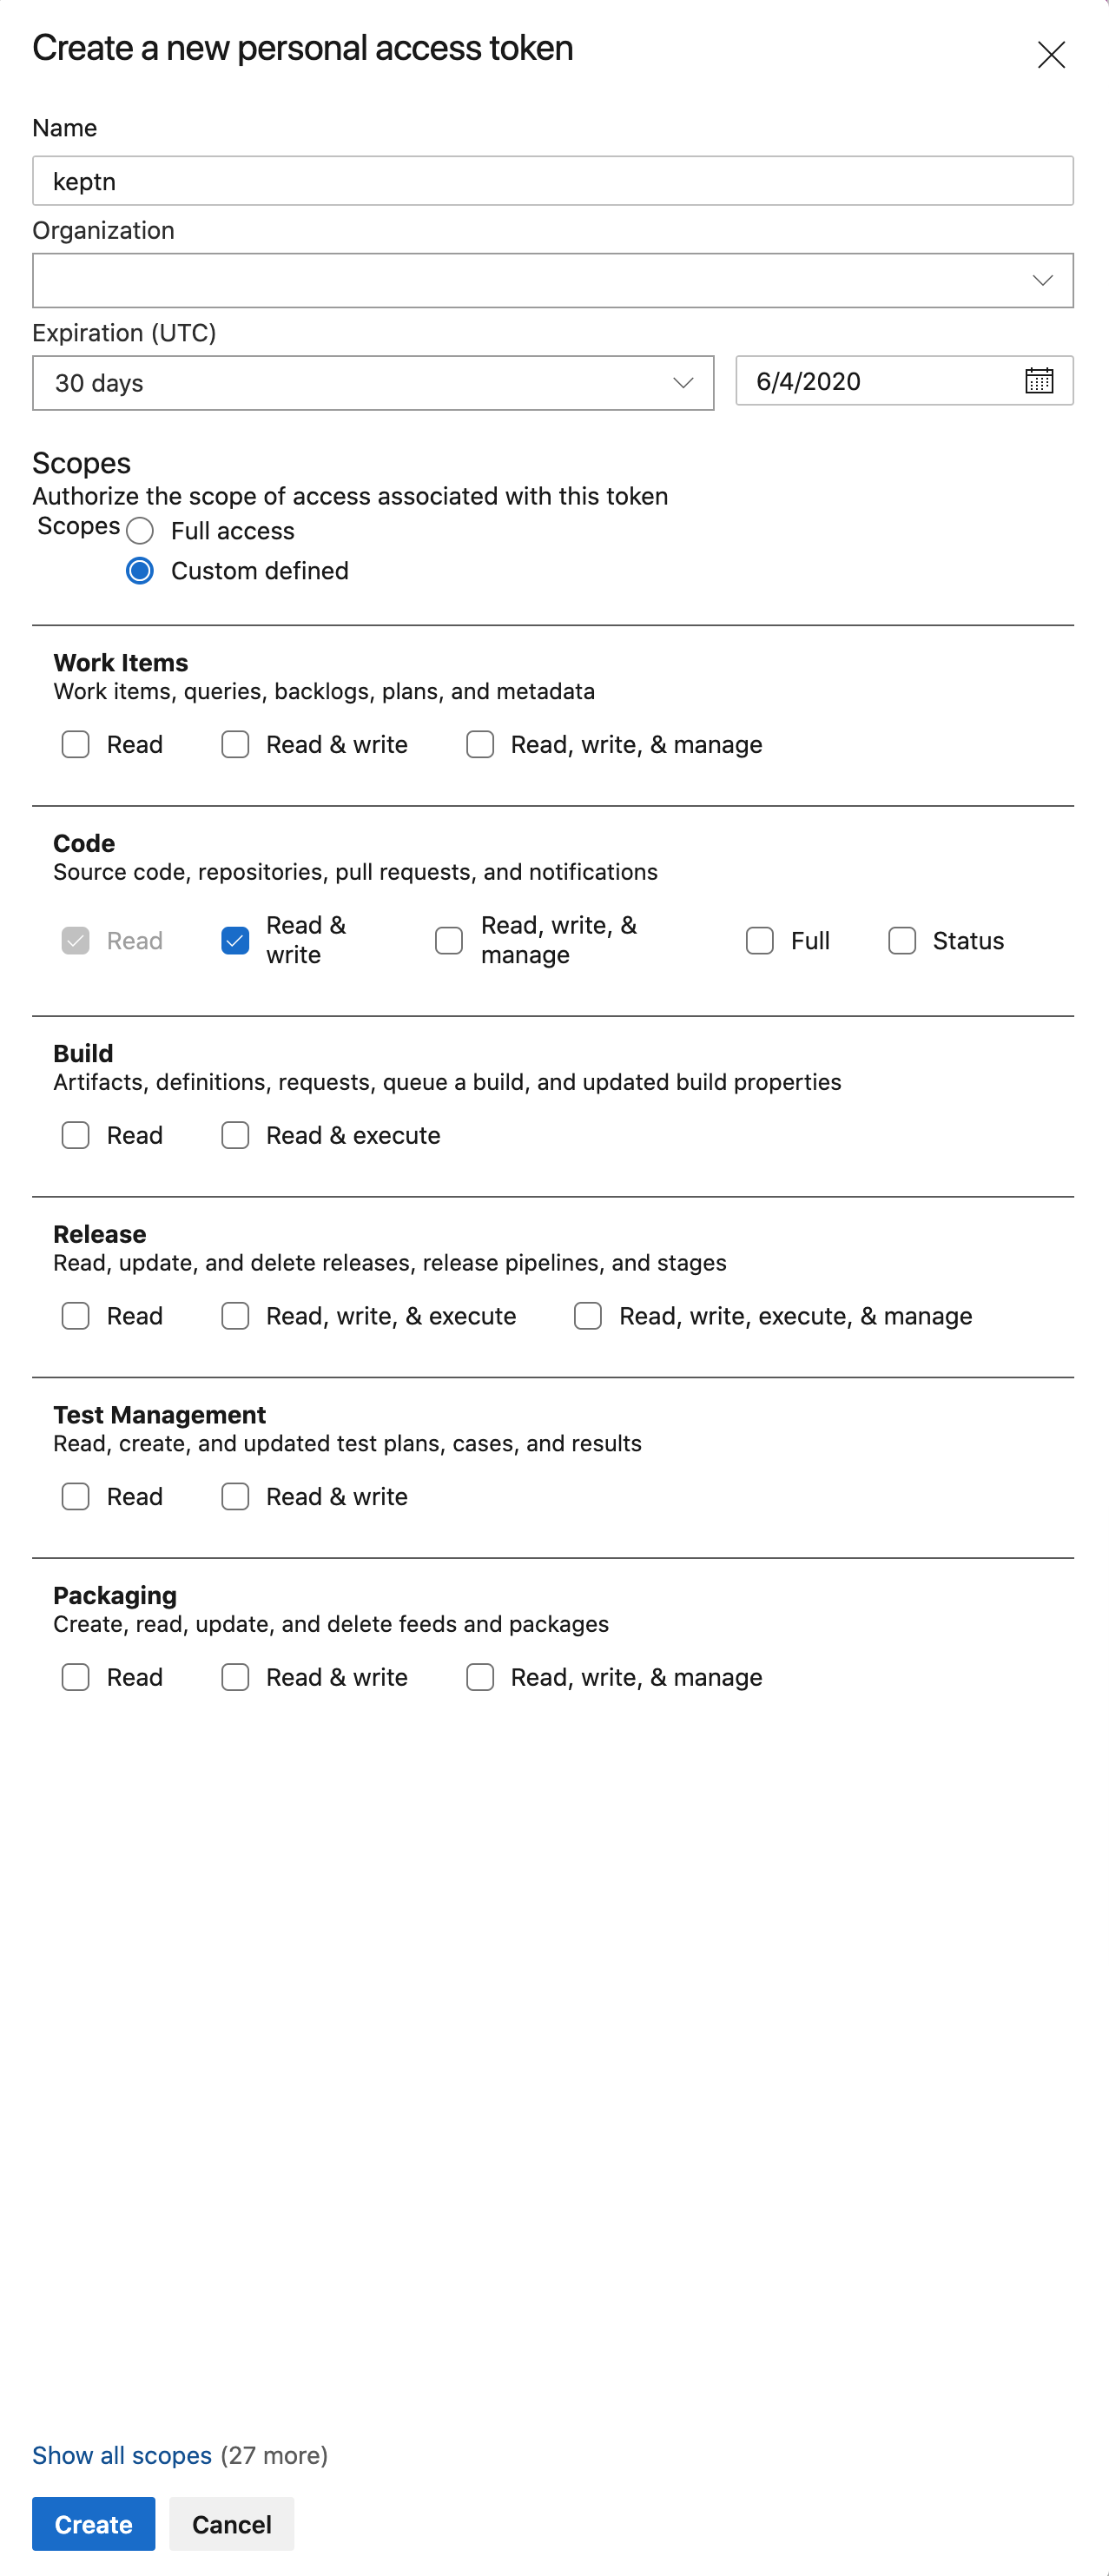 Create a new personal access token
Name
keptn
Organization
Expiration (UTC)
30 days 6/4/2020
Scopes
Authorize the scope of access associated with this token
Scopes Full access
Custom defined
Work Items
Work items, queries, backlogs, plans, and metadata
Read Read & write Read, write, & manage
Code
Source code, repositories, pull requests, and notifications
Read Read & write Read, write, & manage Full Status
Build
Artifacts, definitions, requests, queue a build, and updated build properties
Read Read & execute
Release
Read, update, and delete releases, release pipelines, and stages
Read Read, write, & execute Read, write, execute, & manage
Test Management
Read, create, and updated test plans, cases, and results
Read Read & write
Packaging
Create, read, update, and delete feeds and packages
Read Read & write Read, write, & manage
Show all scopes (27 more)
Create Cancel